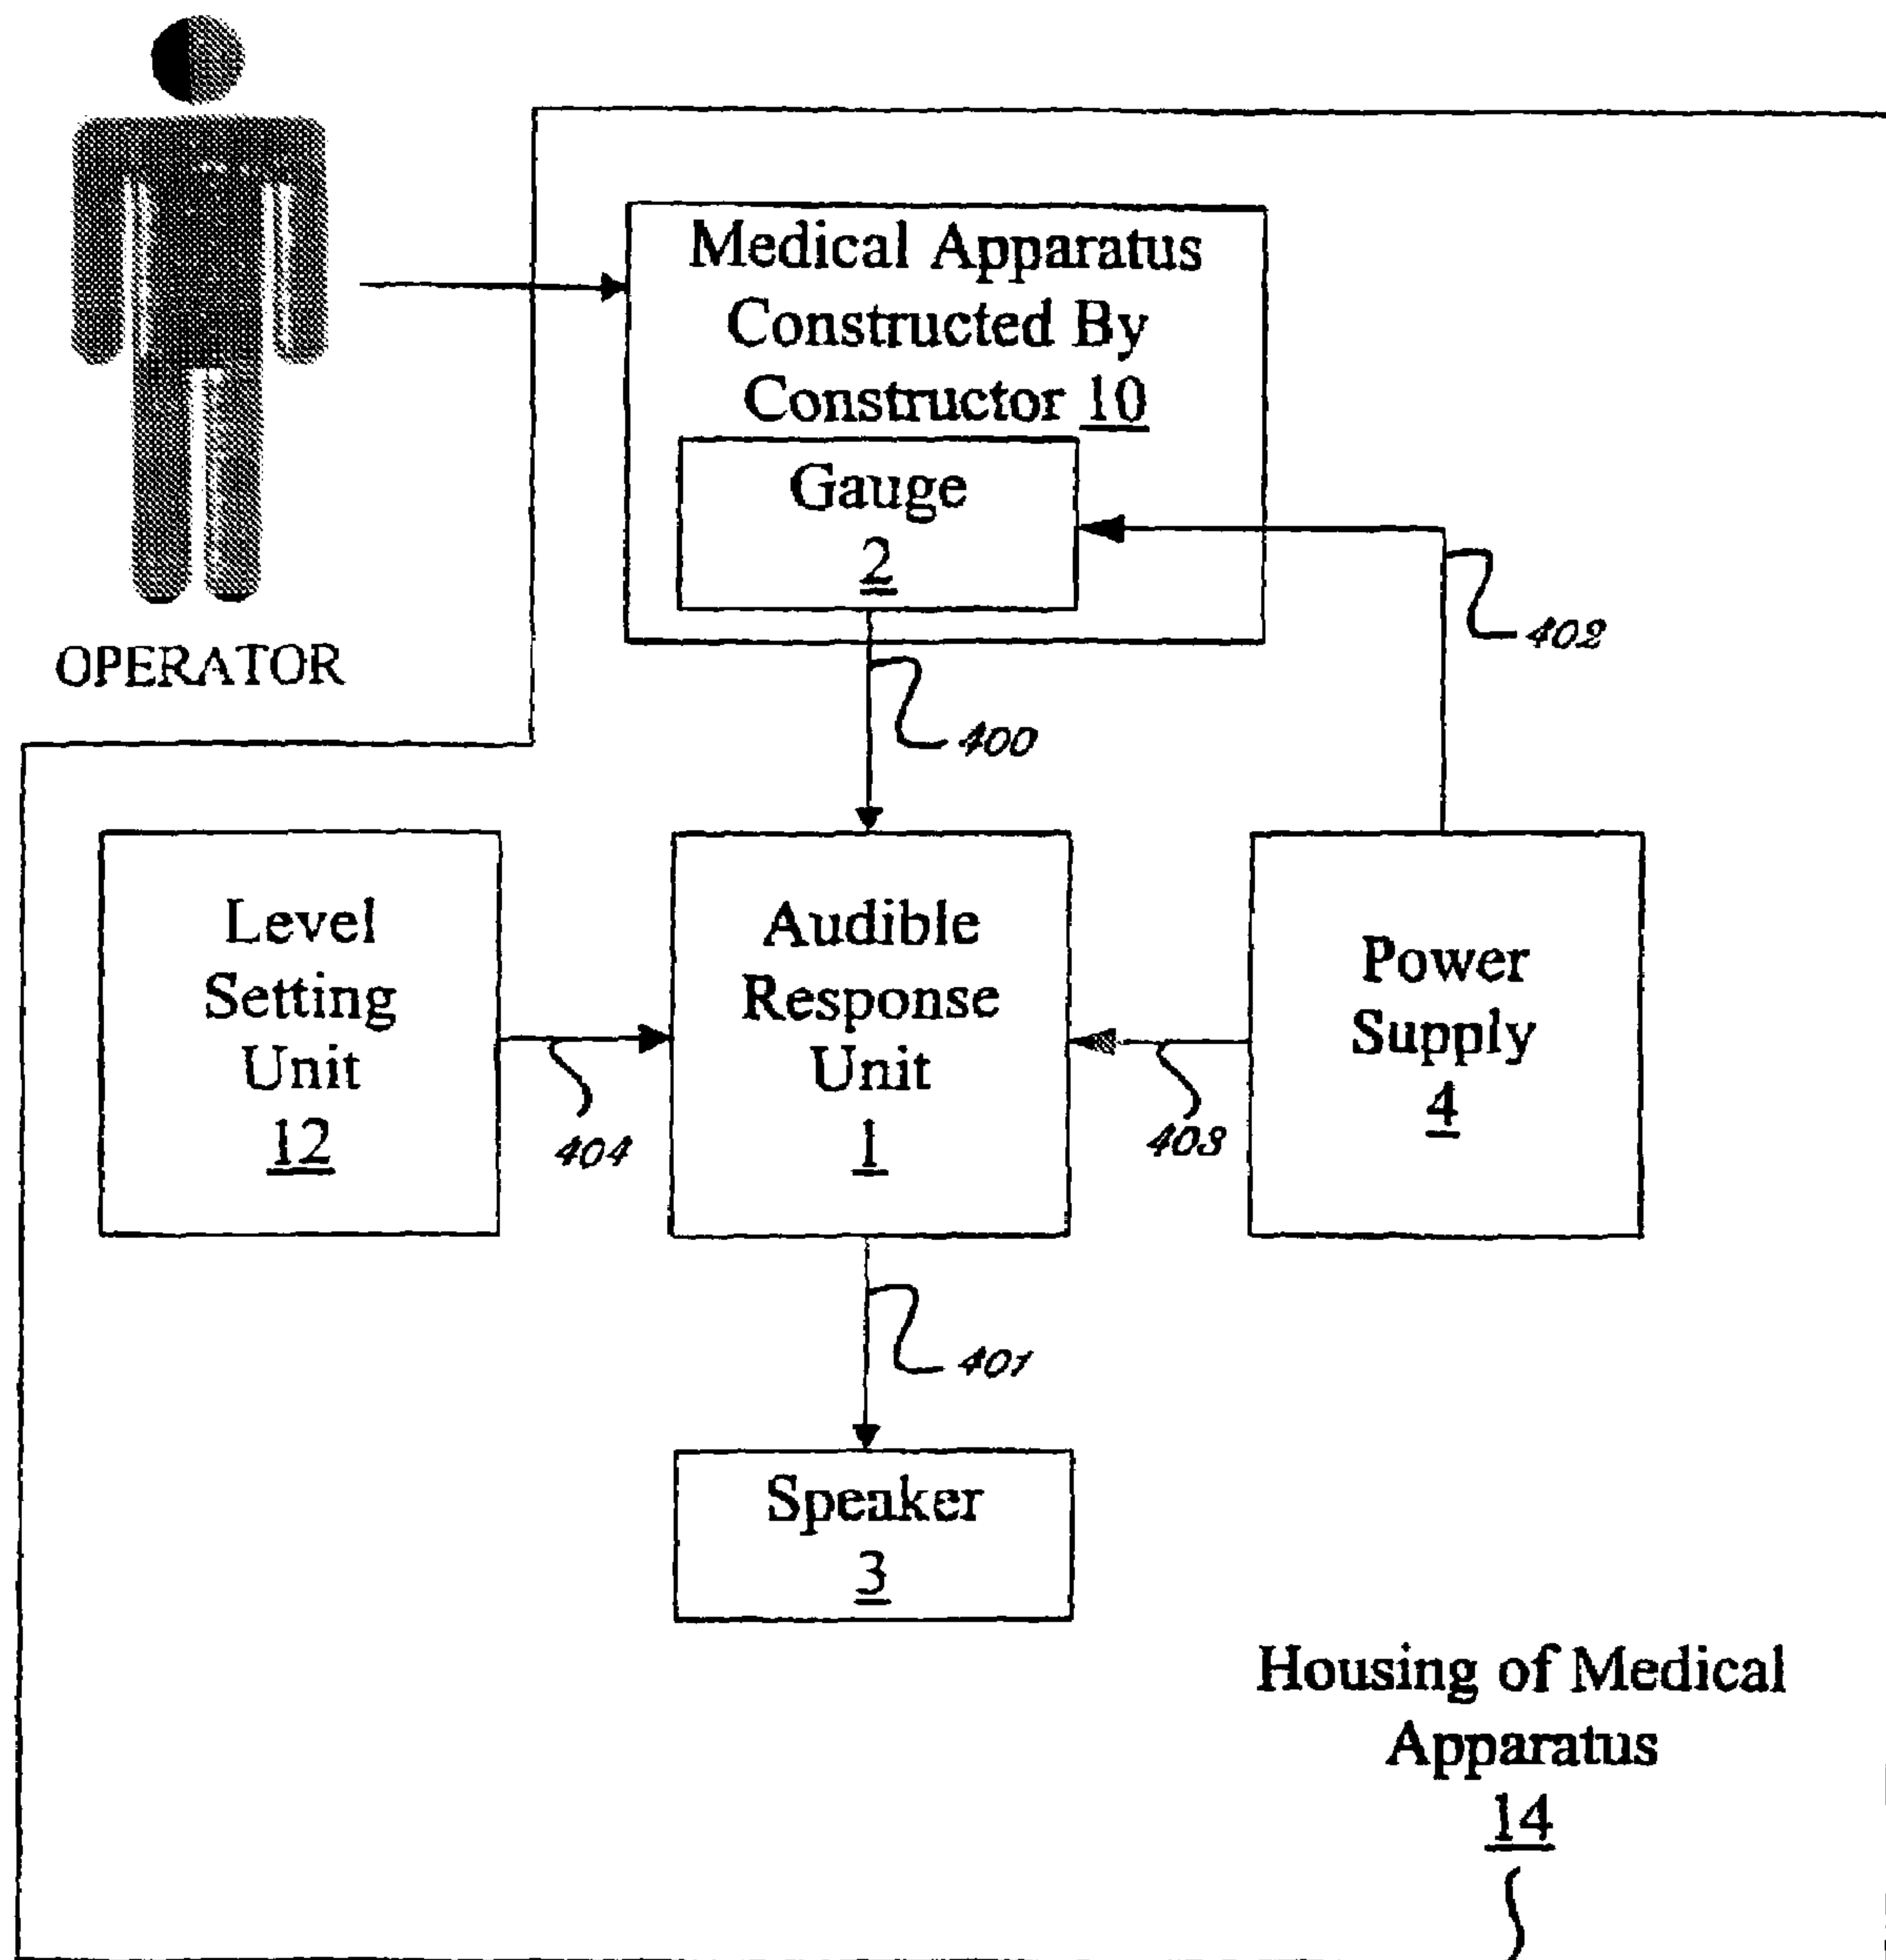 Medical Apparatus
Constructed By
Constructor 10
Gauge
2
402
OPERATOR
400
Level
Setting
Unit
12
404
Audible
Response
Unit
1
403
Power
Supply
4
401
Speaker
3
Housing of Medical
Apparatus
14